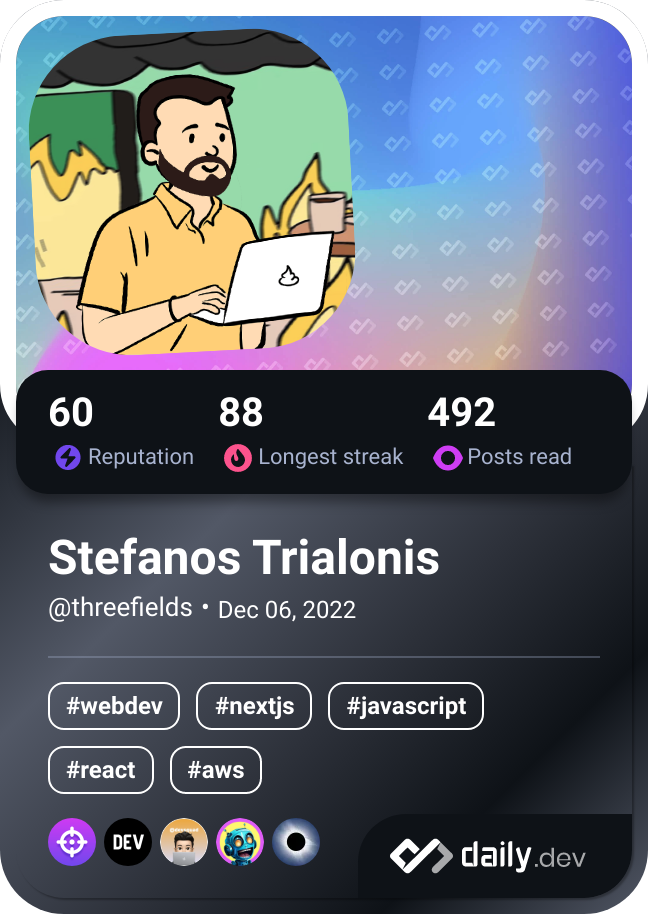 60 88 492
Reputation Longest streak Posts read
Stefanos Trialonis
@threefields • Dec 06, 2022
#webdev #nextjs #javascript
#react #aws
DEV
daily.dev